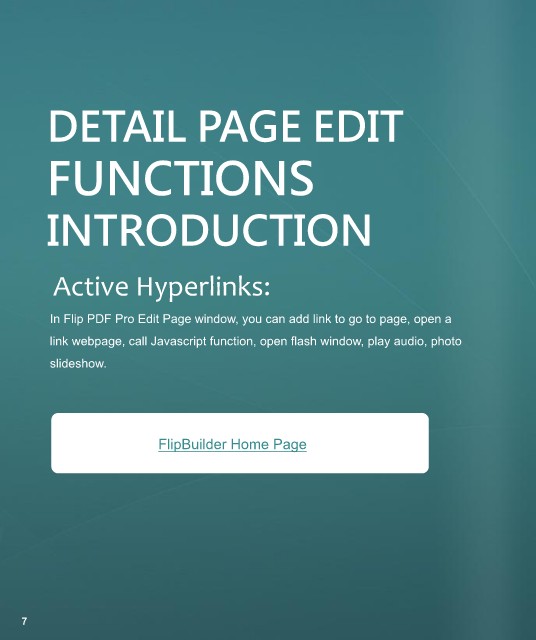 DETAIL PAGE EDIT
FUNCTIONS
INTRODUCTION
Active Hyperlinks:
In Flip PDF Pro Edit Page window, you can add link to go to page, open a
link webpage, call Javascript function, open flash window, play audio, photo
slideshow.
FlipBuilder Home Page
7